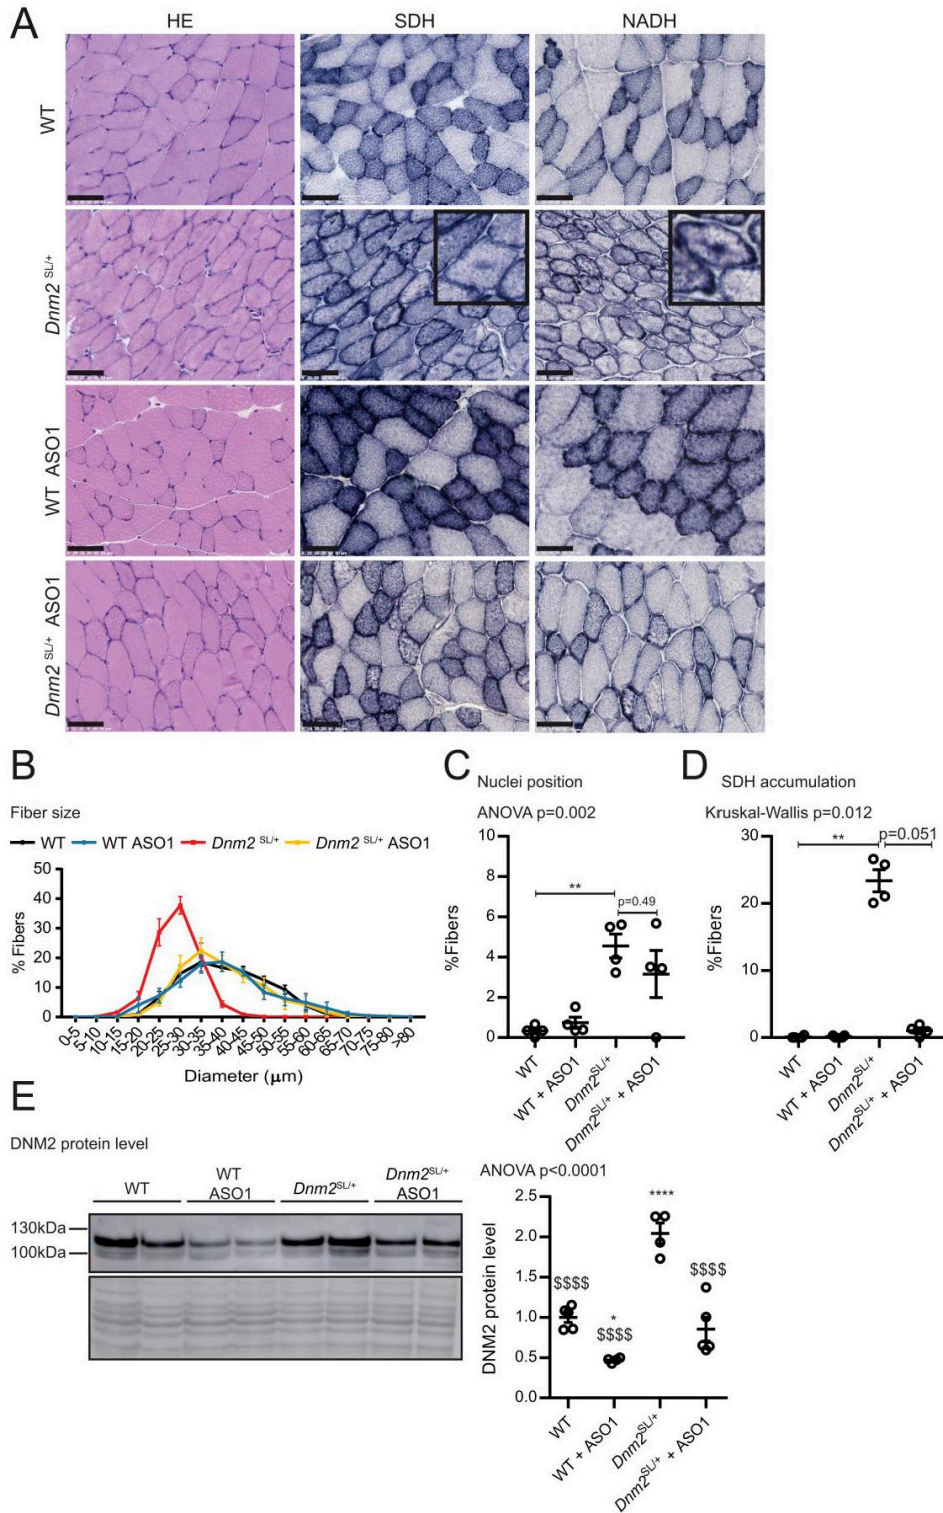 A
HE
SDH
NADH
WT
Dnm2 SL/+
WT ASO1
Dnm2 SL/+ ASO1
B
Fiber size
WT WT ASO1 Dnm2 SL/+ Dnm2 SL/+ ASO1
% Fibers
50
40
30
20
10
0
0-5 5-10 10-15 15-20 20-25 25-30 30-35 35-40 40-45 45-50 50-55 55-60 60-65 65-70 70-75 75-80 >80
Diameter (μm)
C
Nuclei position
ANOVA p=0.002
%Fibers
10
8
6
4
2
0
**
p=0.49
WT
WT + ASO1
Dnm2SL/+
Dnm2SL/+ + ASO1
D
SDH accumulation
Kruskal-Wallis p=0.012
%Fibers
30
20
10
0
**
p=0.051
WT
WT + ASO1
Dnm2SL/+
Dnm2SL/+ + ASO1
E
DNM2 protein level
WT
WT ASO1
Dnm2SL/+
Dnm2SL/+ ASO1
130kDa
100kDa
ANOVA p<0.0001
DNM2 protein level
2.5
2.0
1.5
1.0
0.5
0.0
$$$$
*
$$$$
****
$$$$
WT
WT + ASO1
Dnm2SL/+
Dnm2SL/+ + ASO1